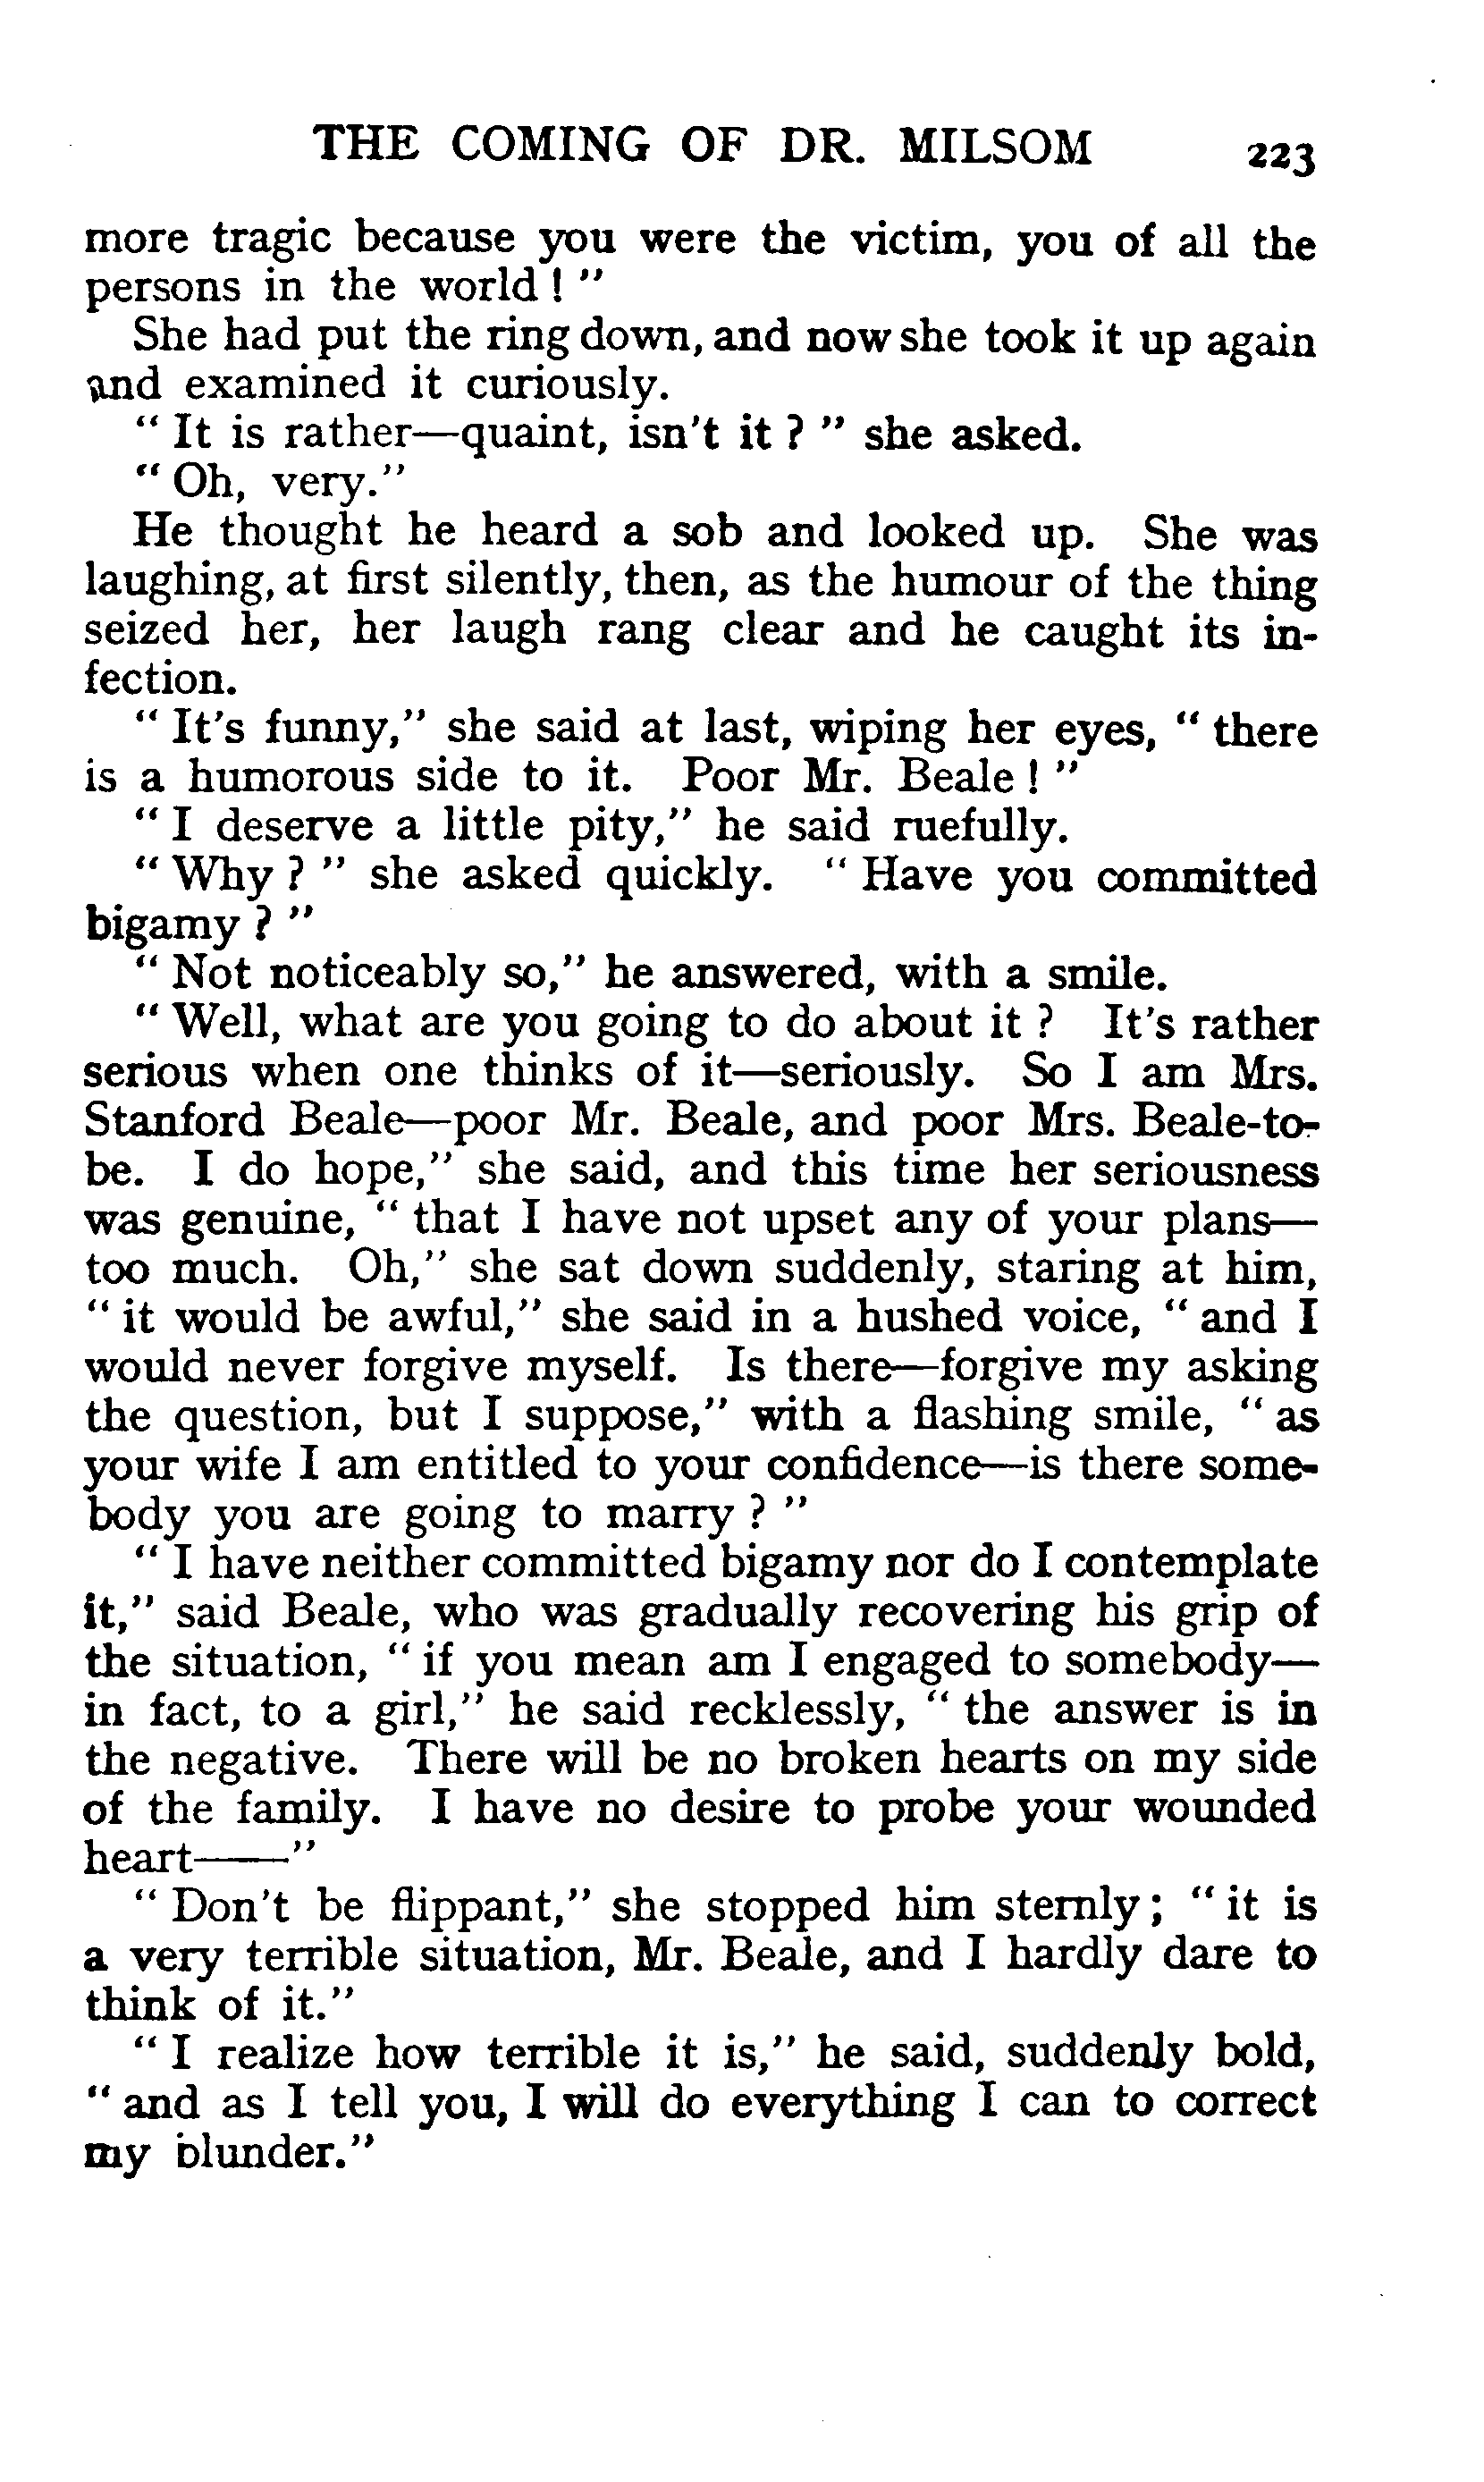 THE COMING OF DR. MILSOM 223
more tragic because you were the victim, you of all the
persons in the world ! "
She had put the ring down, and now she took it up again
and examined it curiously.
" It is rather—quaint, isn't it ? " she asked.
" Oh, very."
He thought he heard a sob and looked up. She was
laughing, at first silently, then, as the humour of the thing
seized her, her laugh rang clear and he caught its in-
fection.
" It's funny," she said at last, wiping her eyes, " there
is a humorous side to it. Poor Mr. Beale ! "
" I deserve a little pity," he said ruefully.
" Why ? " she asked quickly. " Have you committed
bigamy ? "
" Not noticeably so," he answered, with a smile.
" Well, what are you going to do about it ? It's rather
serious when one thinks of it—seriously. So I am Mrs.
Stanford Beale—poor Mr. Beale, and poor Mrs. Beale-to-
be. I do hope," she said, and this time her seriousness
was genuine, " that I have not upset any of your plans—
too much. Oh," she sat down suddenly, staring at him,
" it would be awful," she said in a hushed voice, " and I
would never forgive myself. Is there—forgive my asking
the question, but I suppose," with a flashing smile, " as
your wife I am entitled to your confidence—is there some-
body you are going to marry ? "
" I have neither committed bigamy nor do I contemplate
it," said Beale, who was gradually recovering his grip of
the situation, " if you mean am I engaged to somebody—
in fact, to a girl," he said recklessly, " the answer is in
the negative. There will be no broken hearts on my side
of the family. I have no desire to probe your wounded
heart——"
" Don't be flippant," she stopped him sternly ; " it is
a very terrible situation, Mr. Beale, and I hardly dare to
think of it."
" I realize how terrible it is," he said, suddenly bold,
" and as I tell you, I will do everything I can to correct
my blunder."